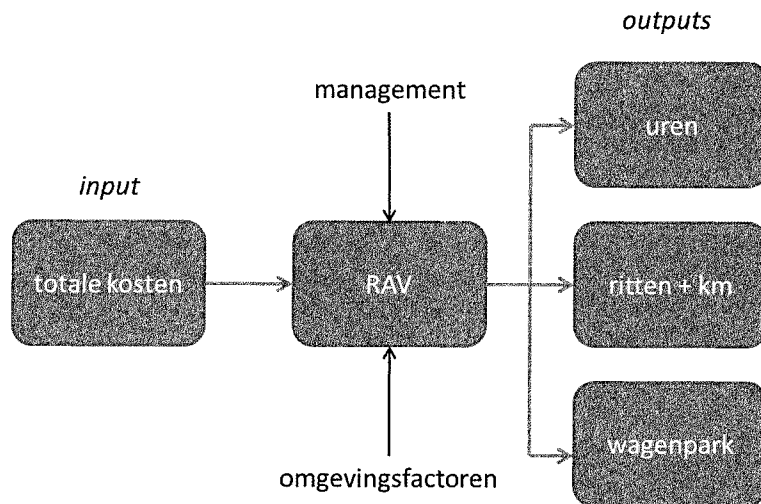 outputs
management
uren
input
totale kosten
RAV
ritten + km
wagenpark
omgevingsfactoren